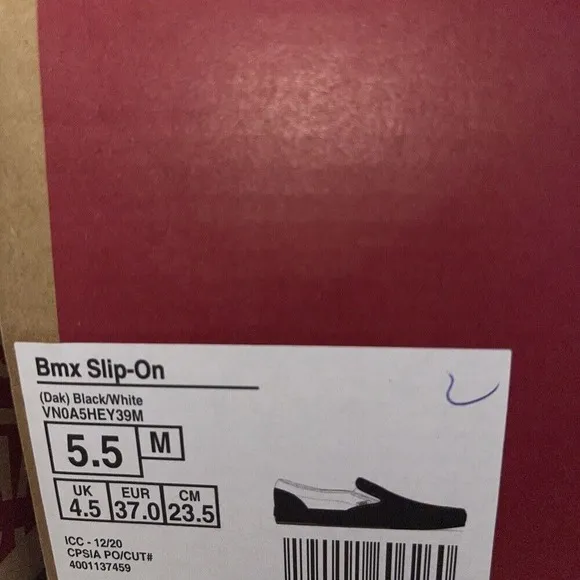 Bmx Slip-On
(Dak) Black/White
VN0A5HEY39M
5.5 M
UK EUR CM
4.5 37.0 23.5
ICC - 12/20
CPSIA PO/CUT#
4001137459